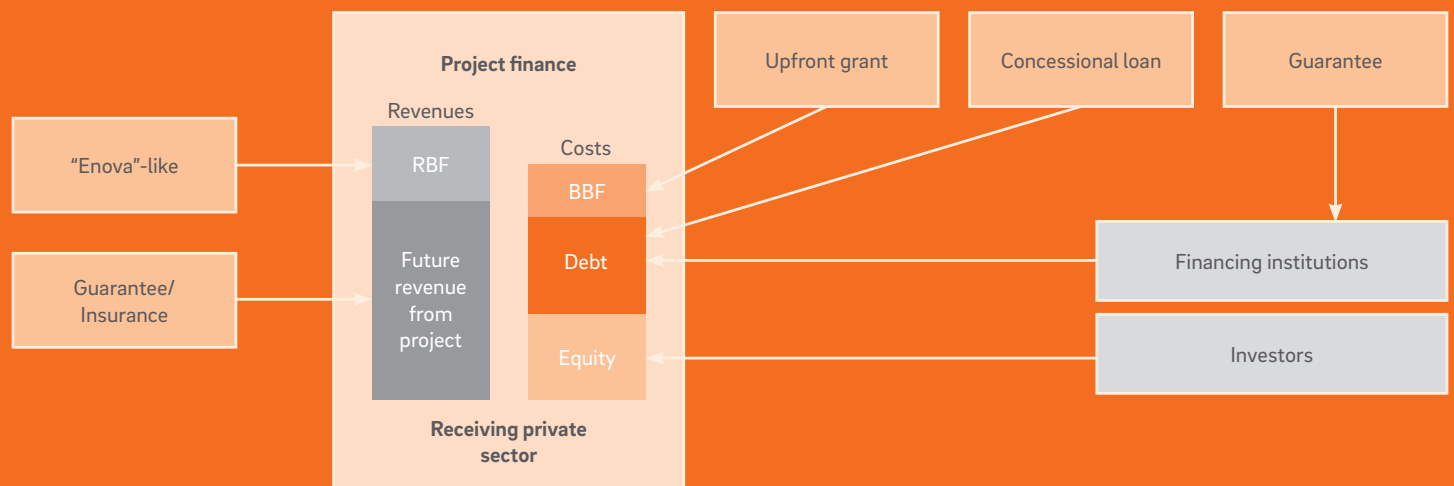 Project finance
Upfront grant
Concessional loan
Guarantee
Revenues
"Enova"-like
RBF
Costs
BBF
Guarantee/
Insurance
Future
revenue
from
project
Debt
Financing institutions
Equity
Investors
Receiving private
sector